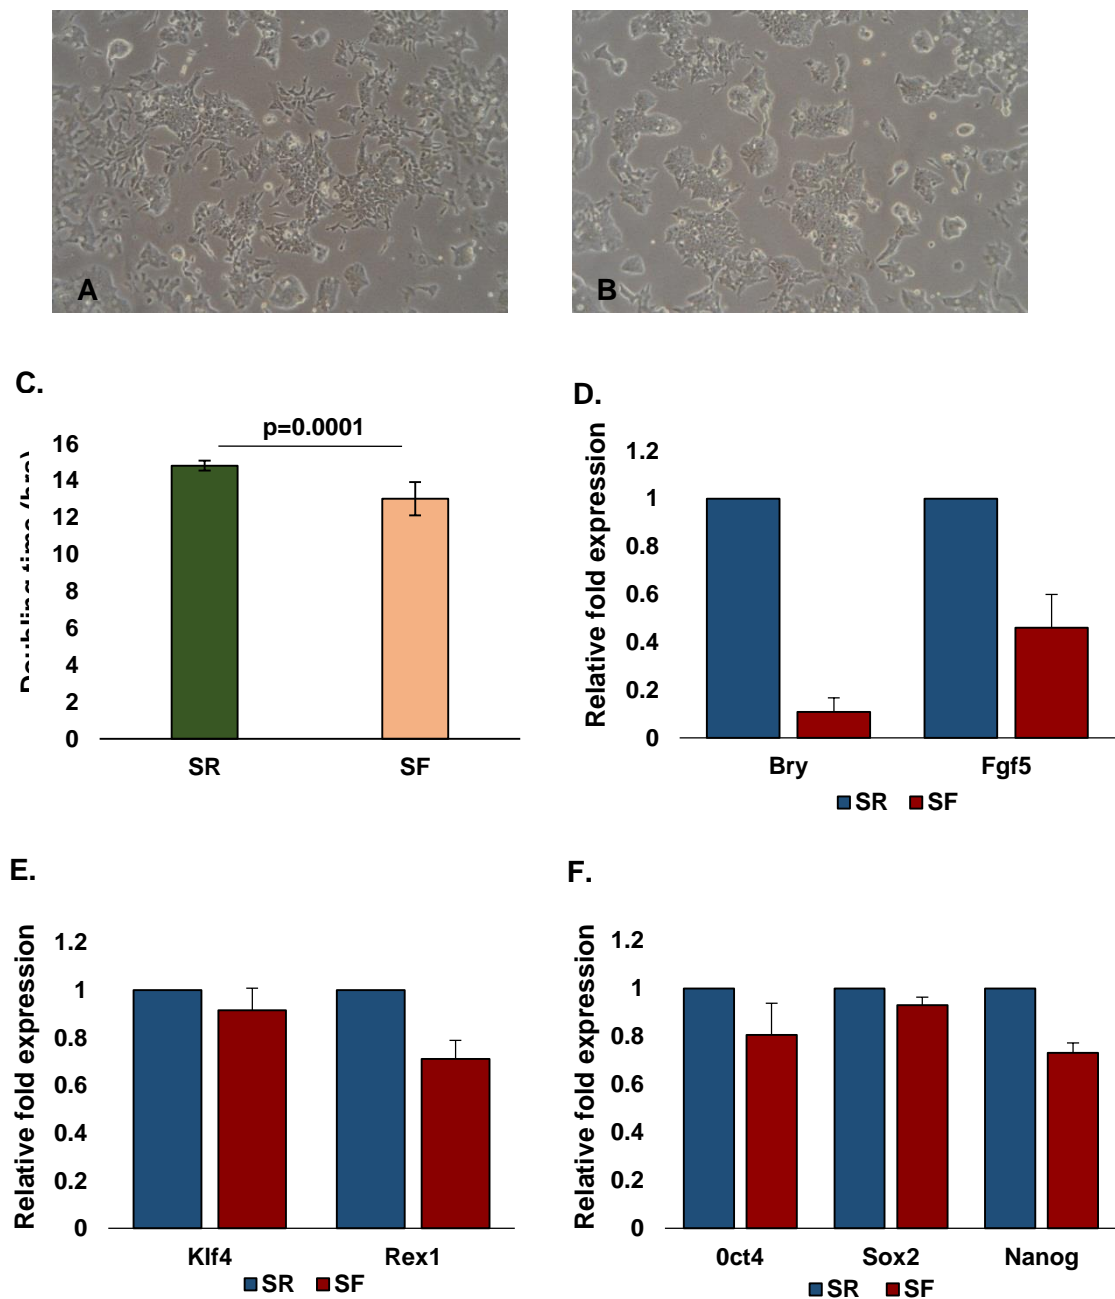 A
B
C.
p=0.0001
16
14
12
10
8
6
4
2
0
SR
SF
D.
Relative fold expression
1.2
1
0.8
0.6
0.4
0.2
0
Bry
Fgf5
SR
SF
E.
Relative fold expression
1.2
1
0.8
0.6
0.4
0.2
0
Klf4
Rex1
SR
SF
F.
Relative fold expression
1.2
1
0.8
0.6
0.4
0.2
0
0ct4
Sox2
Nanog
SR
SF